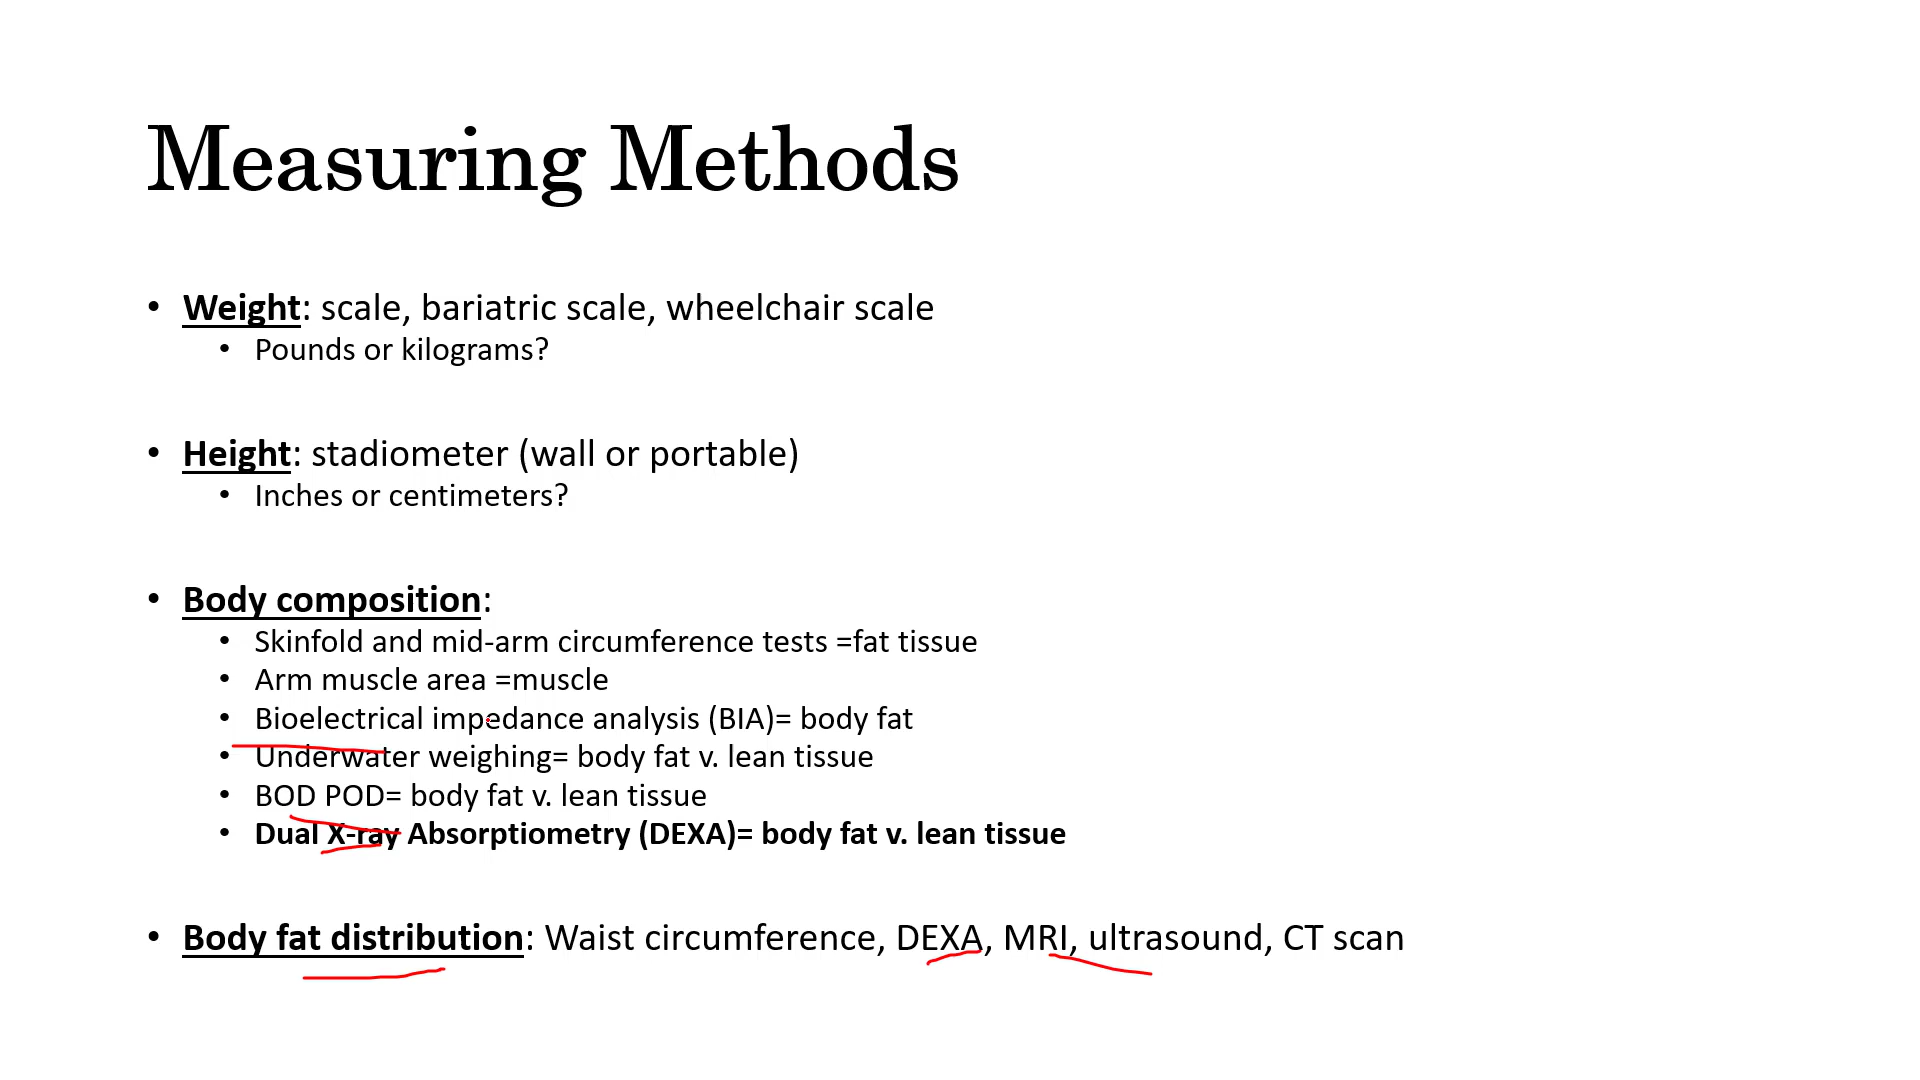 Measuring Methods
• Weight: scale, bariatric scale, wheelchair scale
• Pounds or kilograms?
• Height: stadiometer (wall or portable)
• Inches or centimeters?
• Body composition:
• Skinfold and mid-arm circumference tests =fat tissue
• Arm muscle area =muscle
• Bioelectrical impedance analysis (BIA)= body fat
• Underwater weighing= body fat v. lean tissue
• BOD POD= body fat v. lean tissue
• Dual X-ray Absorptiometry (DEXA)= body fat v. lean tissue
• Body fat distribution: Waist circumference, DEXA, MRI, ultrasound, CT scan